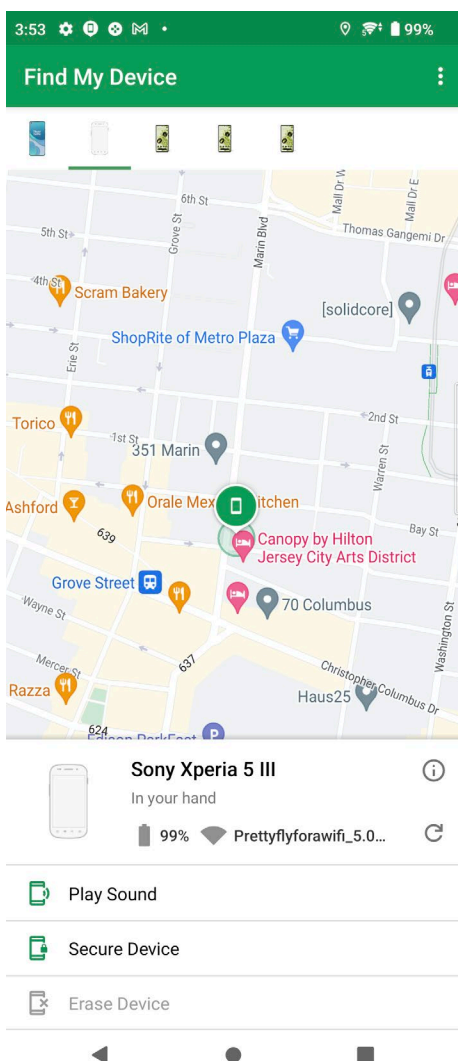 3:53
99%
Find My Device
6th St
5th St
Grove St
Marin Blvd
Mall Dr W
Mall Dr E
Thomas Gangemi Dr
4th St
Scram Bakery
[solidcore]
ShopRite of Metro Plaza
Erie St
2nd St
Torico
1st St
351 Marin
Warren St
Ashford
Orale Mex
itchen
639
Bay St
Canopy by Hilton
Jersey City Arts District
Grove Street
70 Columbus
Wayne St
Washington St
Mercer St
637
Christopher Columbus Dr
Razza
Haus25
624
Edison ParkFast
P
Sony Xperia 5 III
In your hand
99%
Prettyflyforawifi_5.0...
Play Sound
Secure Device
Erase Device